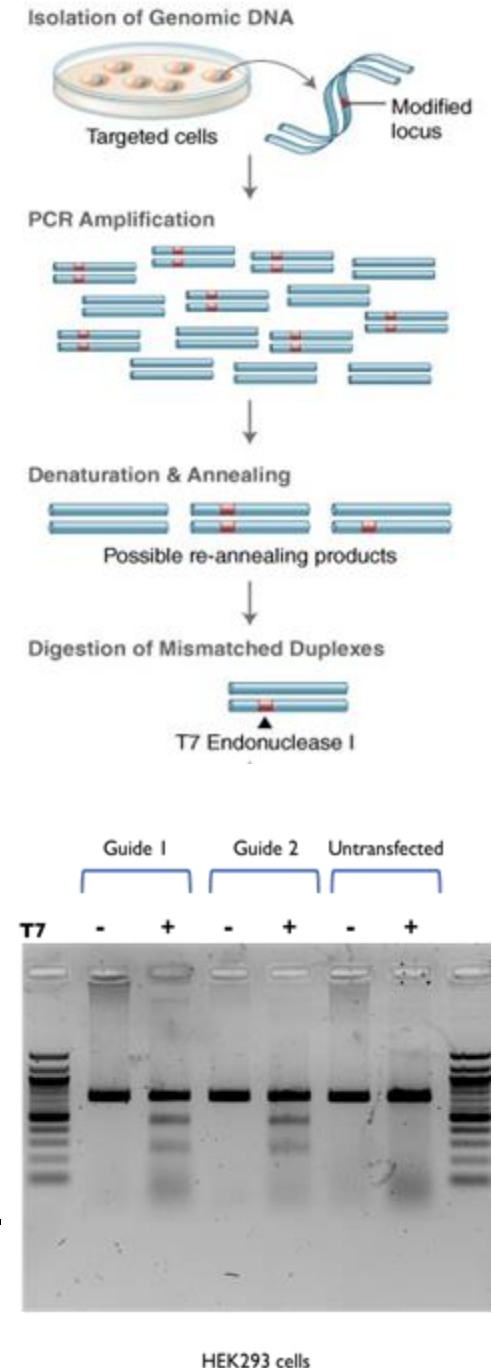 Isolation of Genomic DNA
Targeted cells
Modified
locus
PCR Amplification
Denaturation & Annealing
Possible re-annealing products
Digestion of Mismatched Duplexes
T7 Endonuclease I
Guide 1 Guide 2 Untransfected
T7 - + - + - +
HEK293 cells